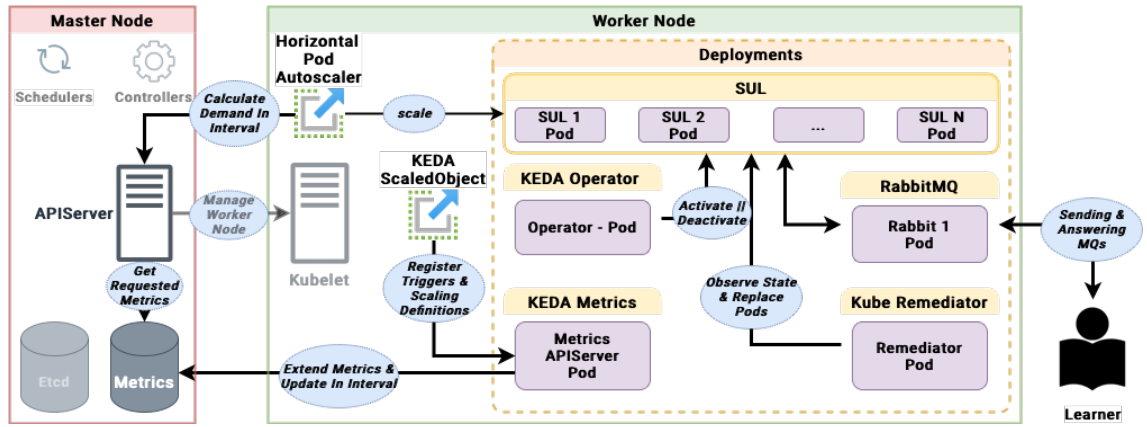 Master Node
Schedulers
Controllers
APIServer
Get
Requested
Metrics
Etcd
Metrics
Calculate
Demand In
Interval
Manage
Worker
Node
Worker Node
Horizontal
Pod
Autoscaler
scale
Kubelet
KEDA
ScaledObject
Register
Triggers &
Scaling
Definitions
Extend Metrics &
Update In Interval
Deployments
SUL
SUL 1
Pod
SUL 2
Pod
...
SUL N
Pod
KEDA Operator
Operator - Pod
Activate ||
Deactivate
RabbitMQ
Rabbit 1
Pod
Observe State
& Replace
Pods
KEDA Metrics
Metrics
APIServer
Pod
Kube Remediator
Remediator
Pod
Sending &
Answering
MQs
Learner